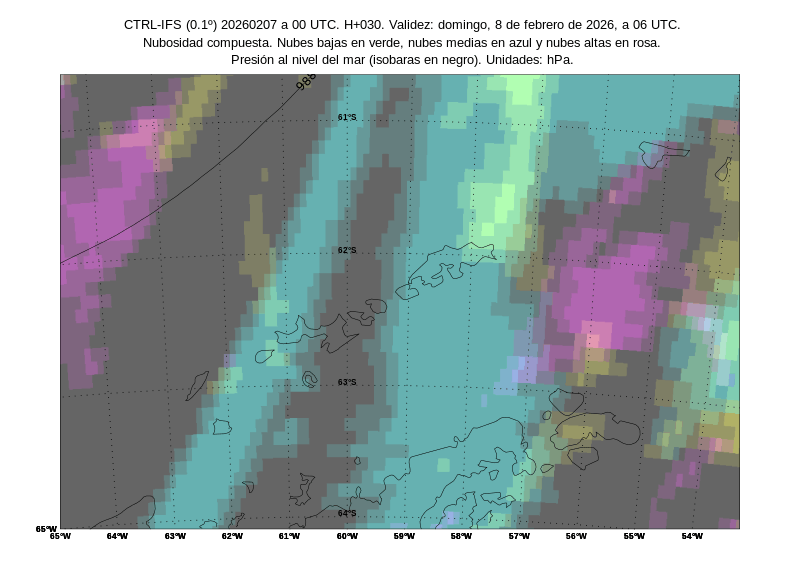 CTRL-IFS (0.1º) 20260207 a 00 UTC. H+030. Validez: domingo, 8 de febrero de 2026, a 06 UTC.
Nubosidad compuesta. Nubes bajas en verde, nubes medias en azul y nubes altas en rosa.
Presión al nivel del mar (isobaras en negro). Unidades: hPa.
988
61°S
62°S
63°S
64°S
65°W
65°W 64°W 63°W 62°W 61°W 60°W 59°W 58°W 57°W 56°W 55°W 54°W